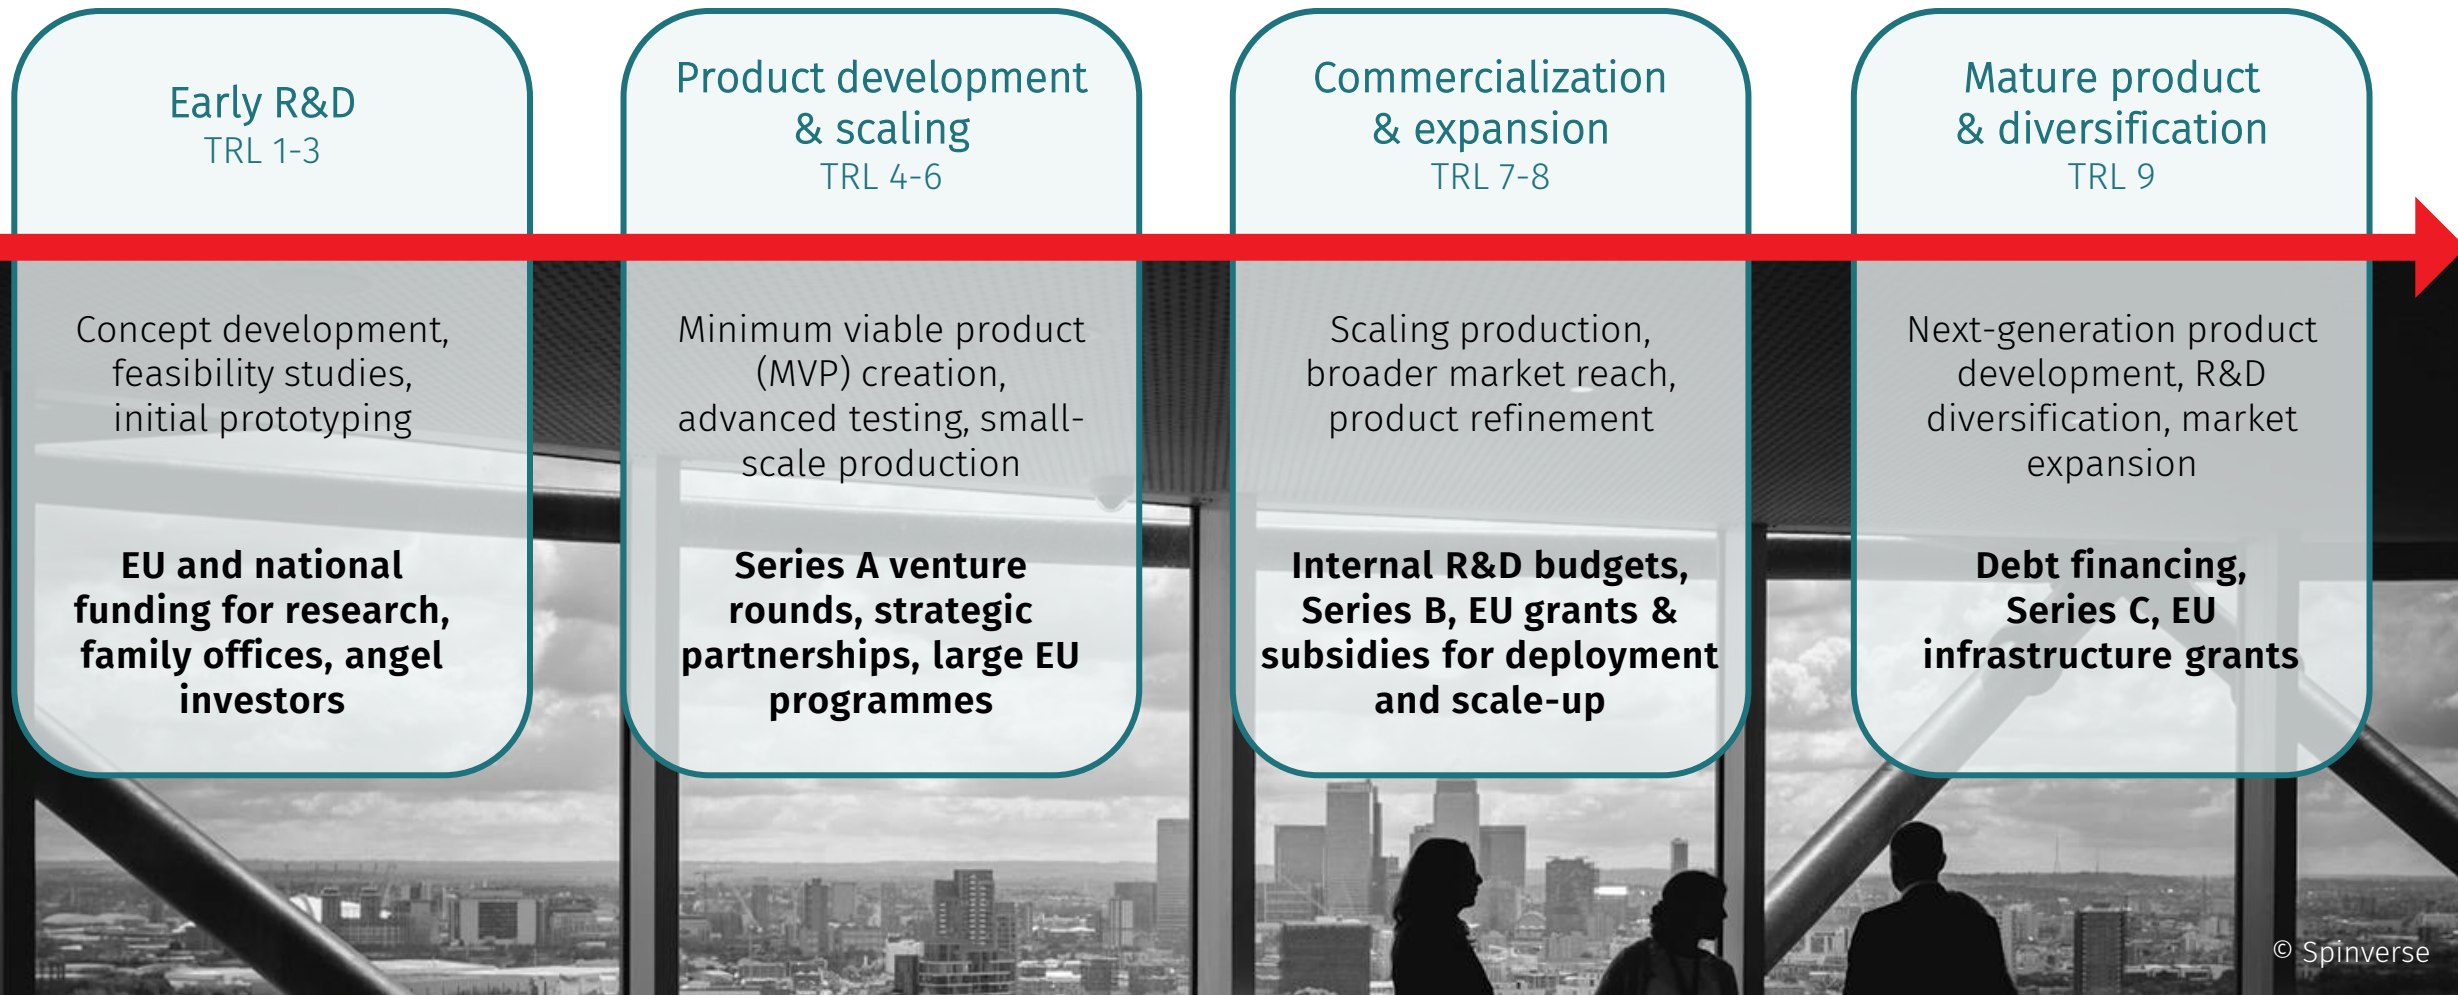 Early R&D
TRL 1-3
Concept development,
feasibility studies,
initial prototyping
EU and national
funding for research,
family offices, angel
investors
Product development
& scaling
TRL 4-6
Minimum viable product
(MVP) creation,
advanced testing, small-
scale production
Series A venture
rounds, strategic
partnerships, large EU
programmes
Commercialization
& expansion
TRL 7-8
Scaling production,
broader market reach,
product refinement
Internal R&D budgets,
Series B, EU grants &
subsidies for deployment
and scale-up
Mature product
& diversification
TRL 9
Next-generation product
development, R&D
diversification, market
expansion
Debt financing,
Series C, EU
infrastructure grants
© Spinverse